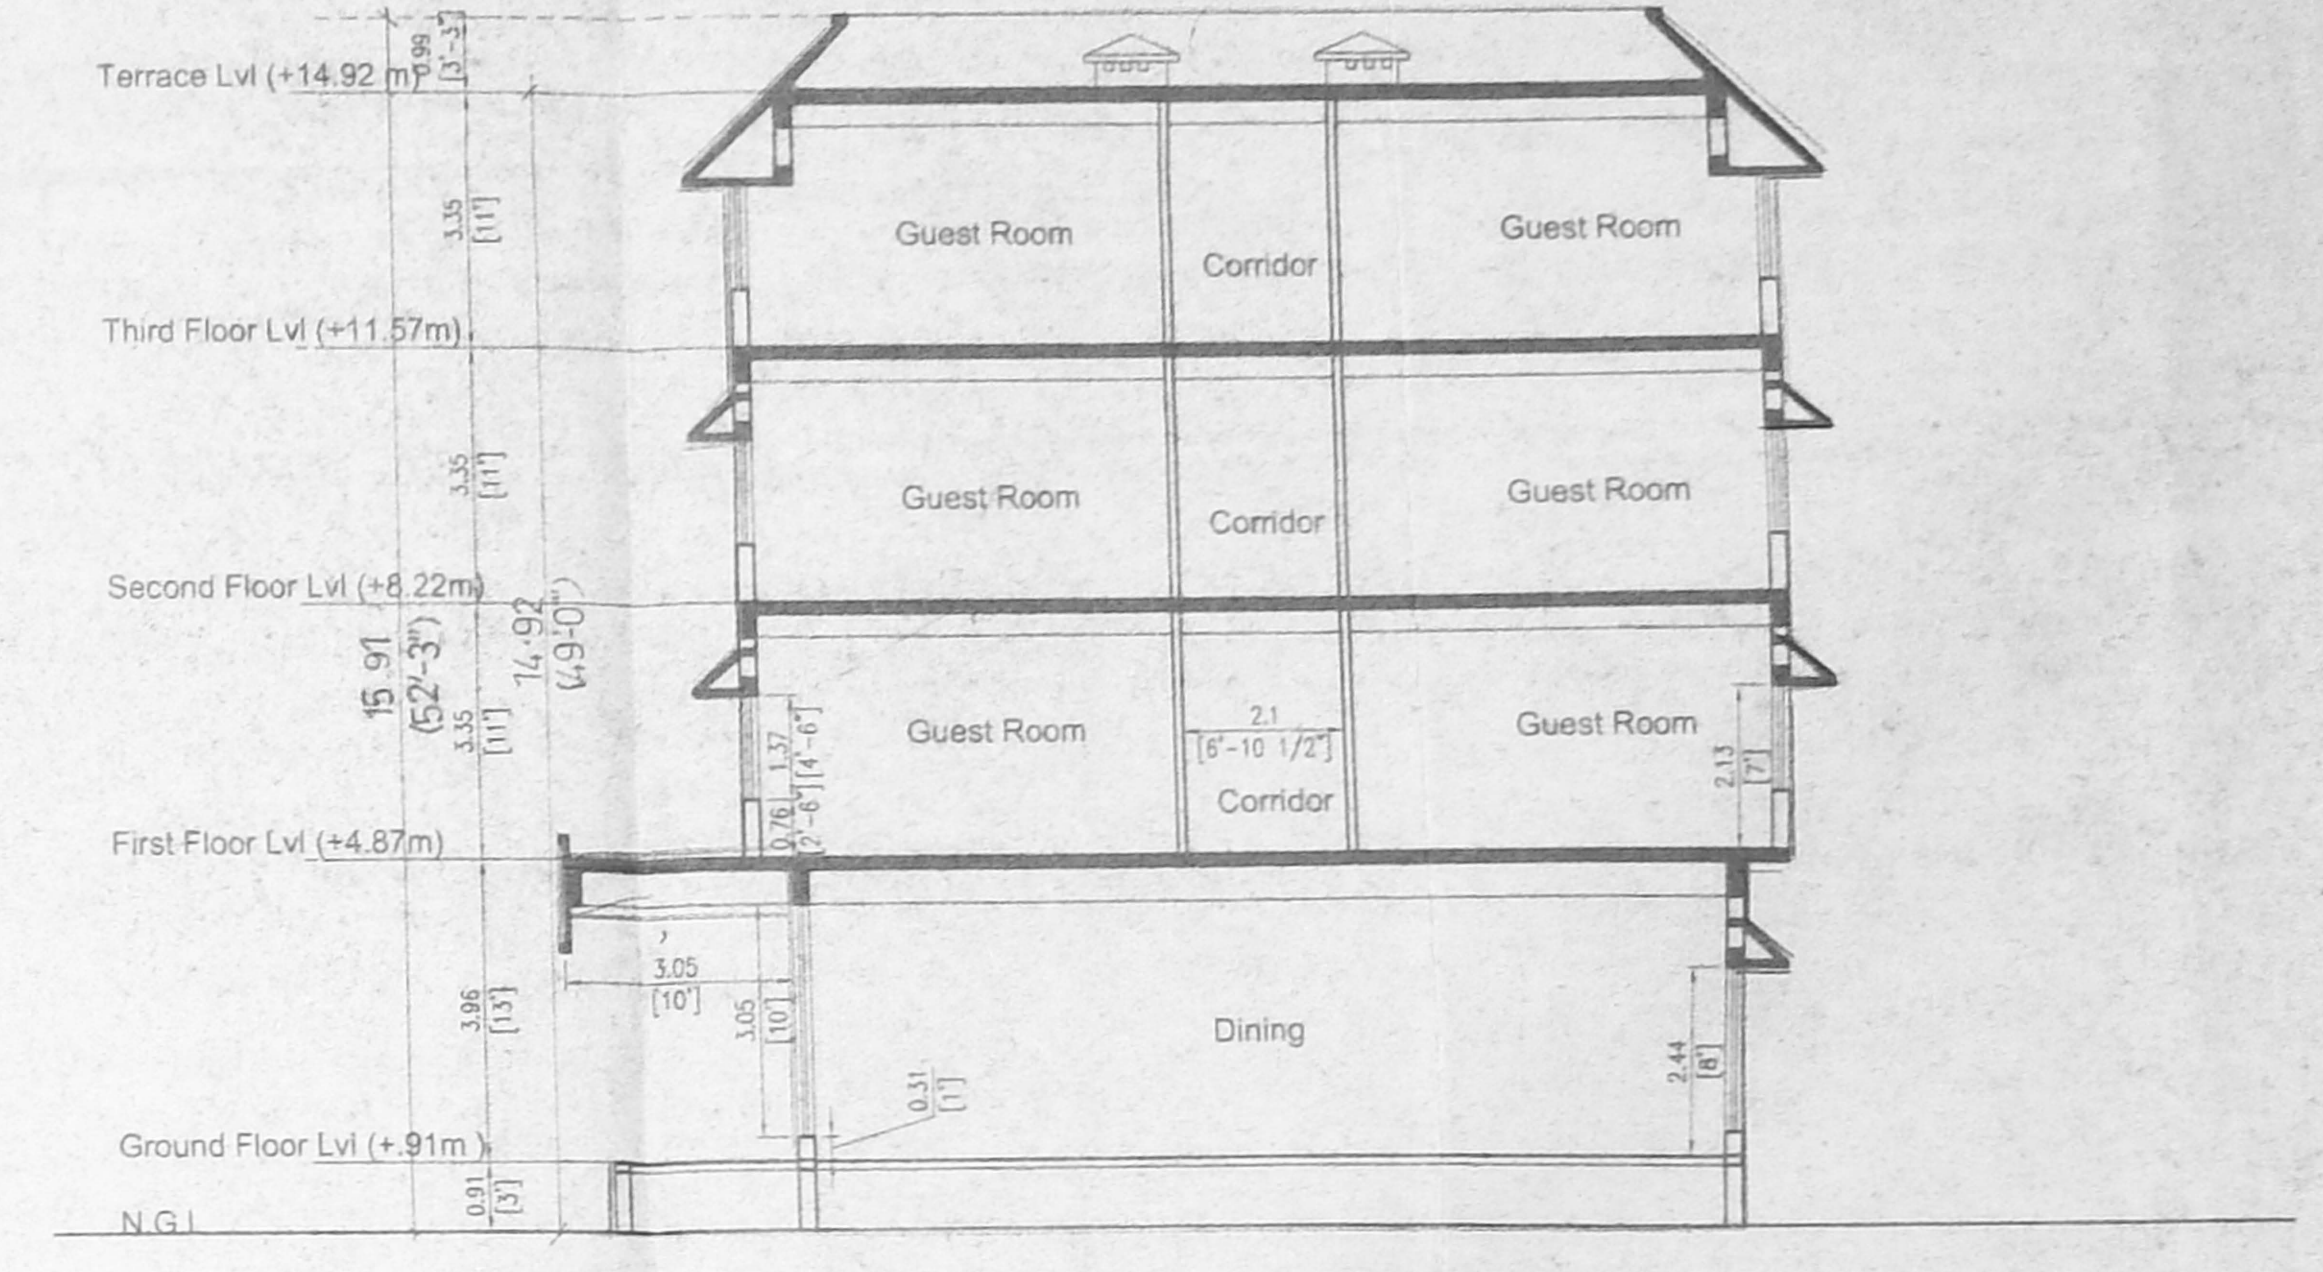 0.99
[3'-3"]
Terrace Lvl (+14.92 m)
3.35
[11']
Guest Room
Corridor
Guest Room
Third Floor Lvl (+11.57m)
3.35
[11']
Guest Room
Corridor
Guest Room
Second Floor Lvl (+8.22m)
15.91
(52'-3")
14.92
(49'-0")
3.35
[11']
1.37
[4'-6"]
0.76
[2'-6"]
Guest Room
2.1
[6'-10 1/2"]
Corridor
Guest Room
2.13
[7']
First Floor Lvl (+4.87m)
3.96
[13']
3.05
[10']
3.05
[10']
Dining
2.44
[8']
0.31
[1']
Ground Floor Lvl (+.91m )
0.91
[3']
N.G.L